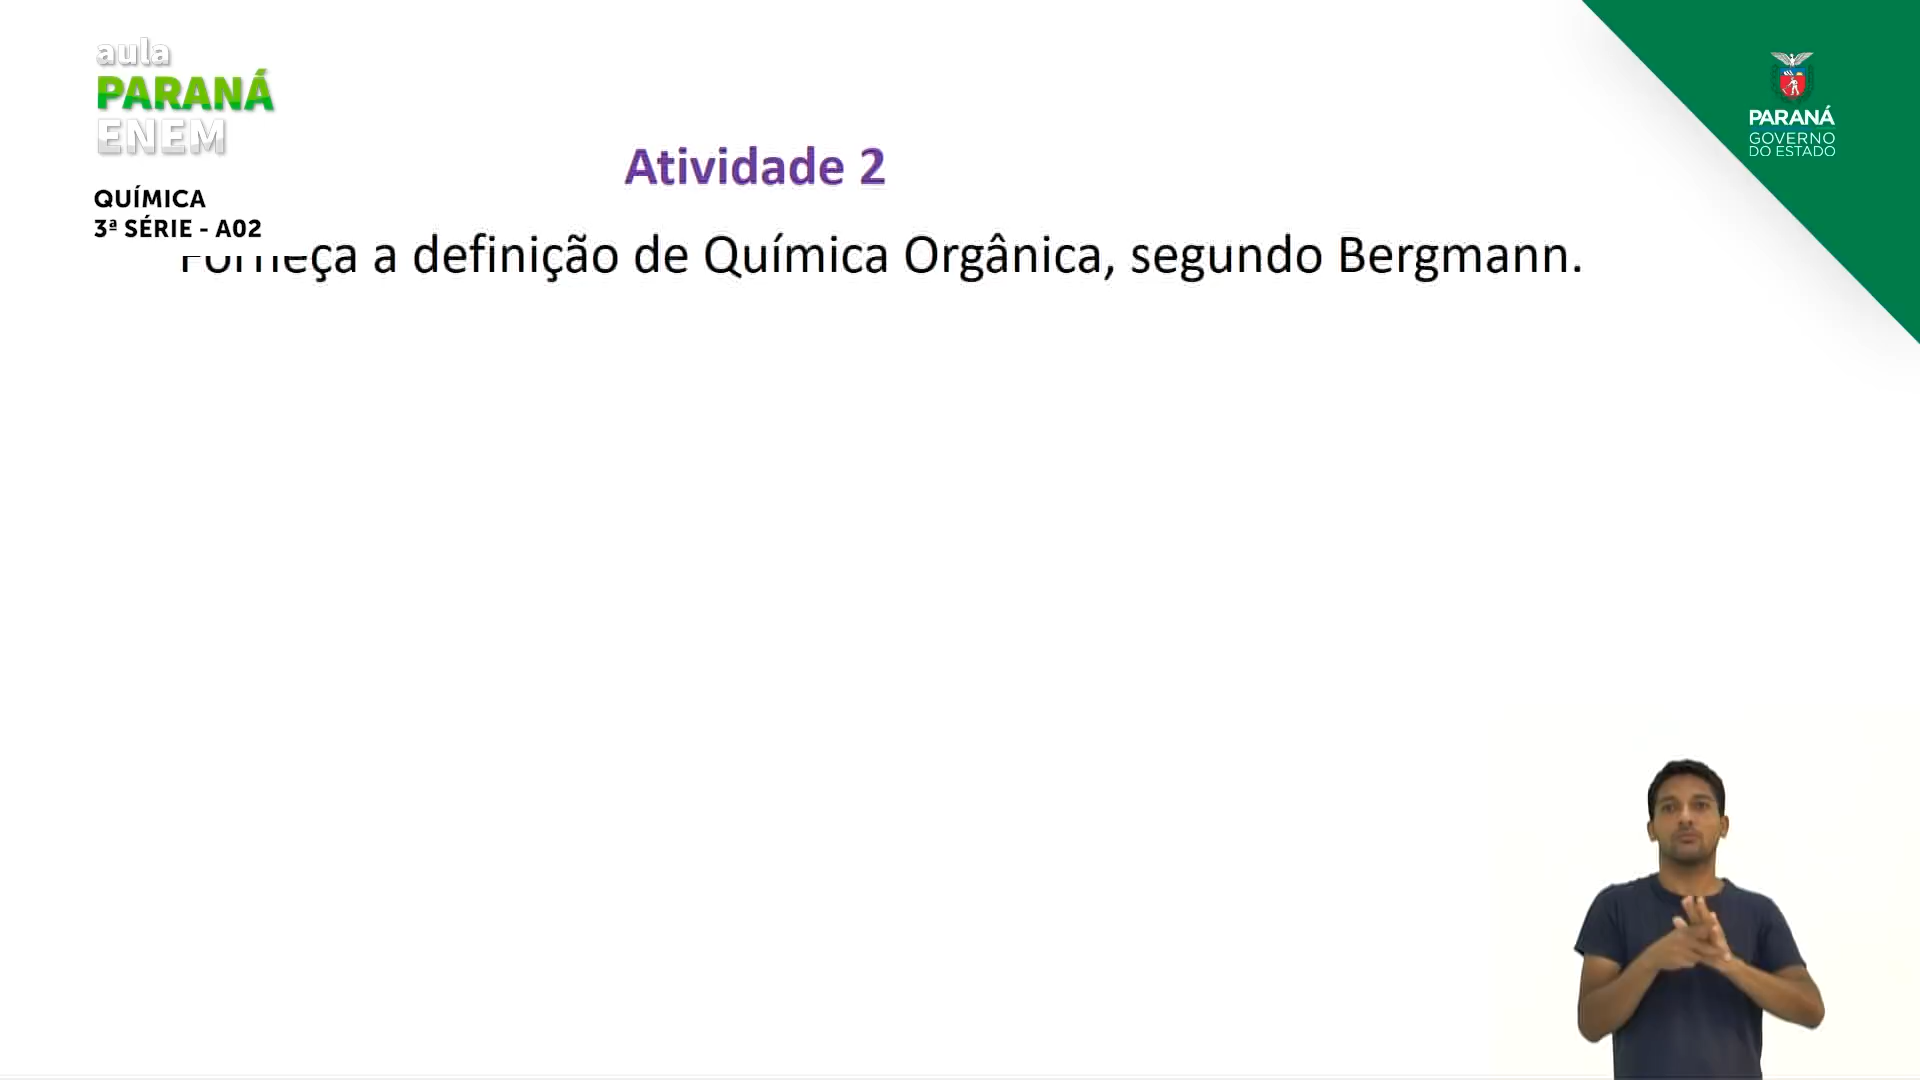 aula
PARANÁ
ENEM
PARANÁ
GOVERNO
DO ESTADO
Atividade 2
QUÍMICA
3ª SÉRIE - A02
Forneça a definição de Química Orgânica, segundo Bergmann.